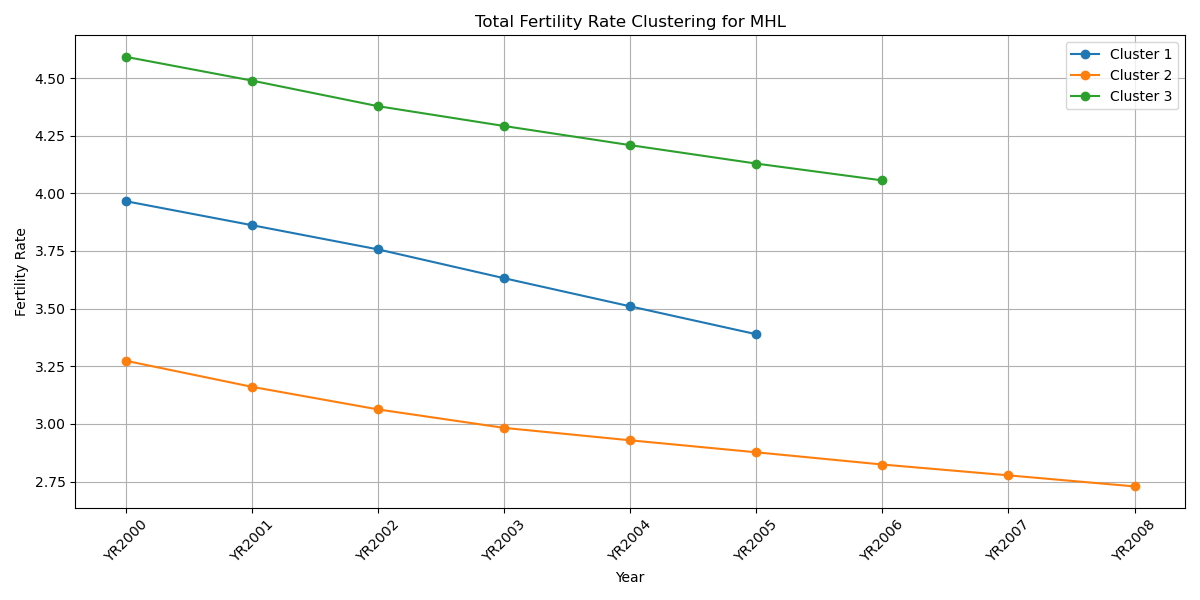 Total Fertility Rate Clustering for MHL
Cluster 1
Cluster 2
Cluster 3
Fertility Rate
4.50
4.25
4.00
3.75
3.50
3.25
3.00
2.75
YR2000
YR2001
YR2002
YR2003
YR2004
YR2005
YR2006
YR2007
YR2008
Year